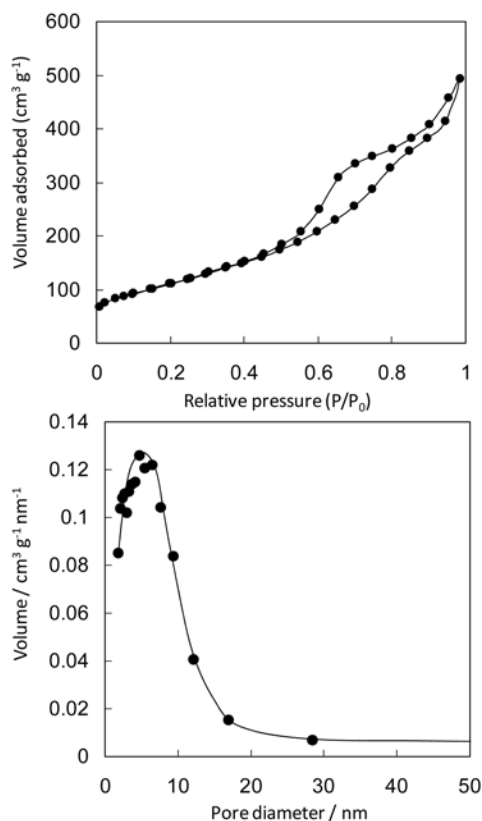 600
500
400
300
200
100
0
Volume adsorbed (cm³ g⁻¹)
0 0.2 0.4 0.6 0.8 1
Relative pressure (P/P₀)
0.14
0.12
0.1
0.08
0.06
0.04
0.02
0
Volume / cm³ g⁻¹ nm⁻¹
0 10 20 30 40 50
Pore diameter / nm